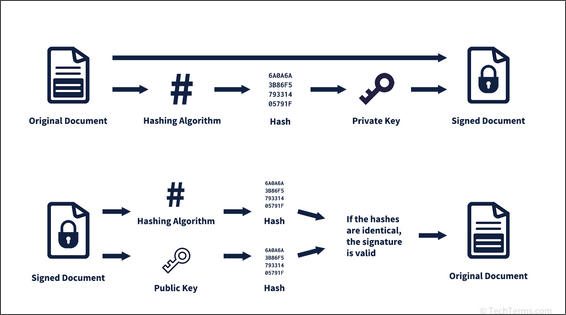 #
6A0A6A
3B86F5
793314
05791F
Original Document
Hashing Algorithm
Hash
Private Key
Signed Document
#
Hashing Algorithm
6A0A6A
3B86F5
793314
05791F
Hash
If the hashes
are identical,
the signature
is valid
Signed Document
Public Key
6A0A6A
3B86F5
793314
05791F
Hash
Original Document
© TechTerms.com